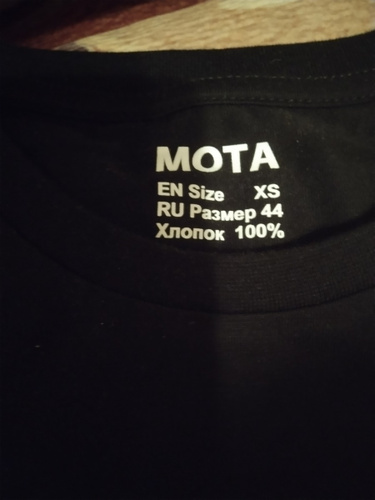 MOTA
EN Size XS
RU Размер 44
Хлопок 100%